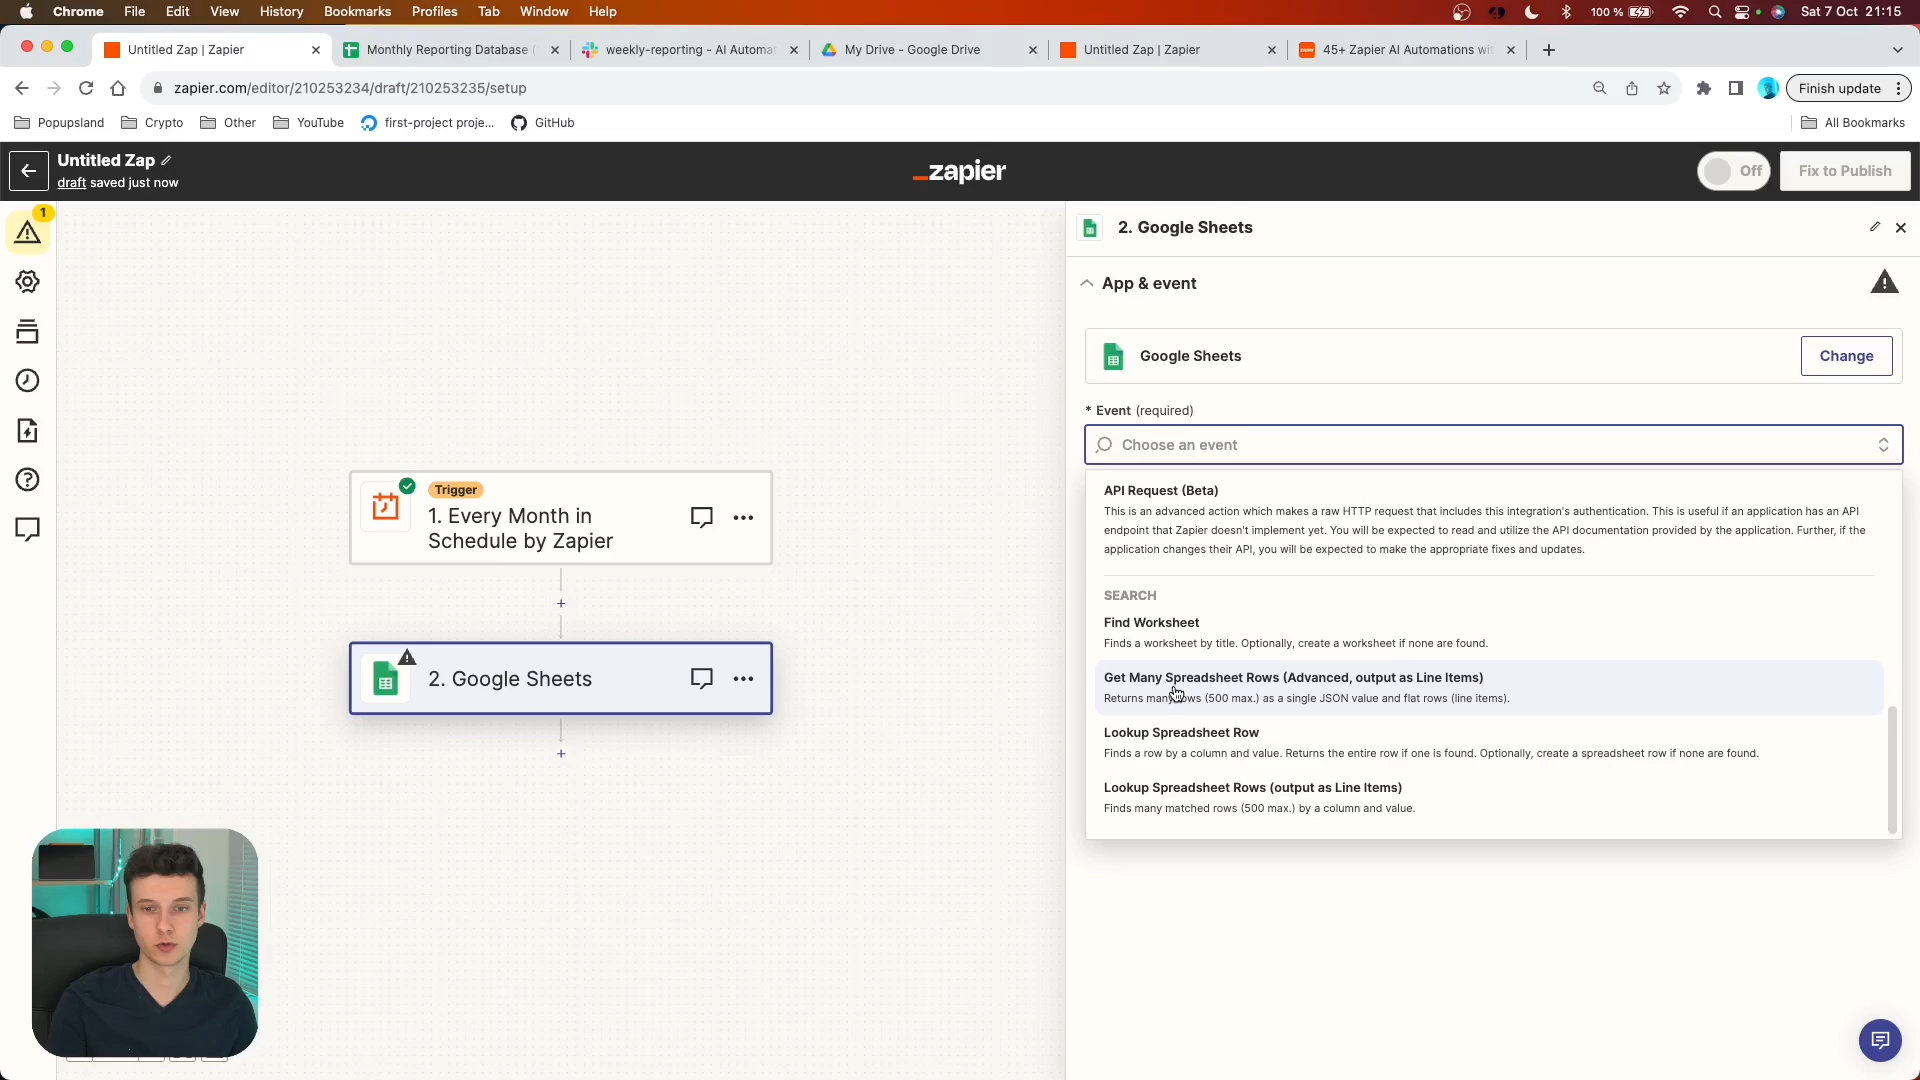 Chrome File Edit View History Bookmarks Profiles Tab Window Help
100 % Sat 7 Oct 21:15
Untitled Zap | Zapier
Monthly Reporting Database (
weekly-reporting - AI Automat
My Drive - Google Drive
Untitled Zap | Zapier
45+ Zapier AI Automations wit
zapier.com/editor/210253234/draft/210253235/setup
Finish update
Popupsland Crypto Other YouTube first-project proje... GitHub All Bookmarks
Untitled Zap
draft saved just now
_zapier
Off
Fix to Publish
1
Trigger
1. Every Month in
Schedule by Zapier
+
2. Google Sheets
+
2. Google Sheets
App & event
Google Sheets
Change
* Event (required)
Choose an event
API Request (Beta)
This is an advanced action which makes a raw HTTP request that includes this integration's authentication. This is useful if an application has an API
endpoint that Zapier doesn't implement yet. You will be expected to read and utilize the API documentation provided by the application. Further, if the
application changes their API, you will be expected to make the appropriate fixes and updates.
SEARCH
Find Worksheet
Finds a worksheet by title. Optionally, create a worksheet if none are found.
Get Many Spreadsheet Rows (Advanced, output as Line Items)
Returns many rows (500 max.) as a single JSON value and flat rows (line items).
Lookup Spreadsheet Row
Finds a row by a column and value. Returns the entire row if one is found. Optionally, create a spreadsheet row if none are found.
Lookup Spreadsheet Rows (output as Line Items)
Finds many matched rows (500 max.) by a column and value.